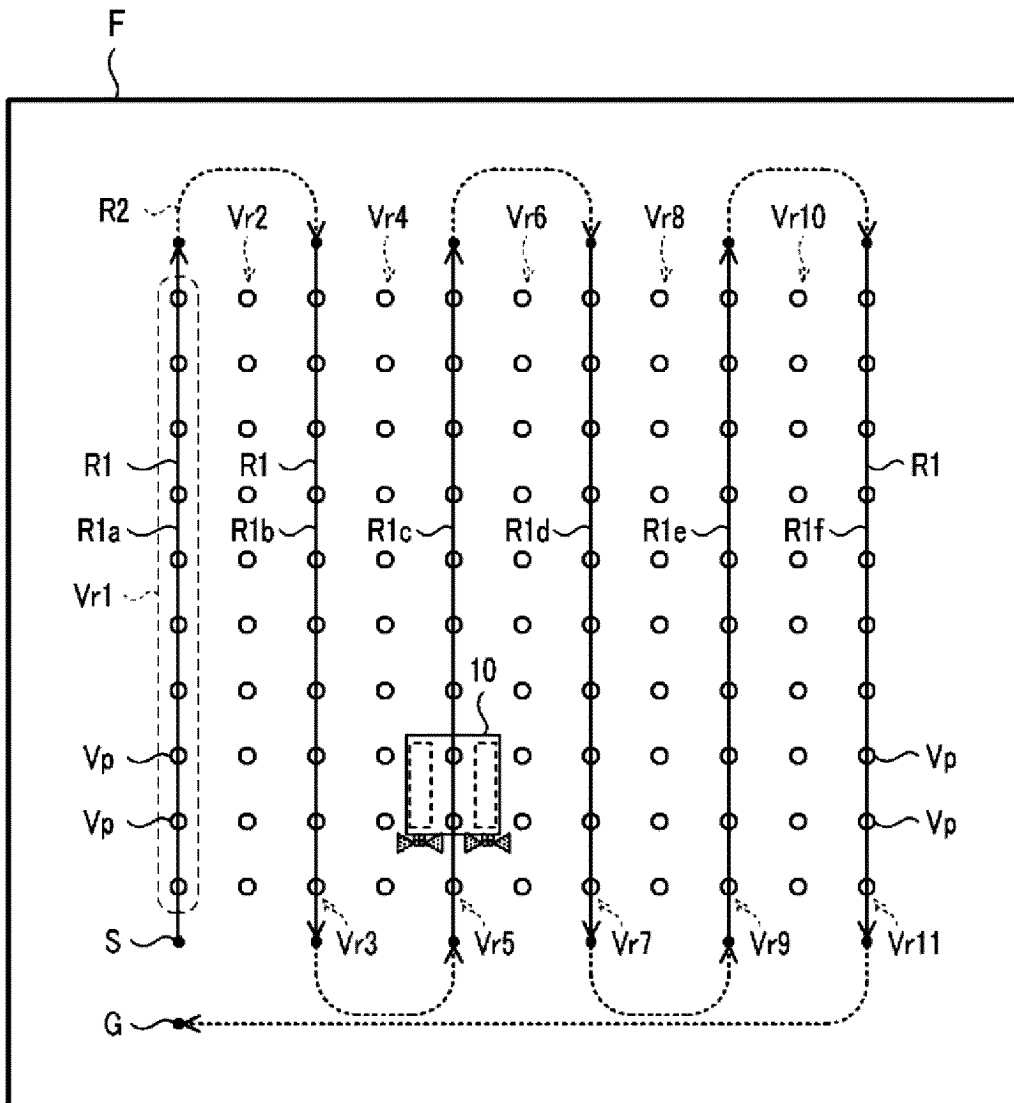 F
R2 Vr2 Vr4 Vr6 Vr8 Vr10
R1 R1 R1
R1a R1b R1c R1d R1e R1f
Vr1
10
Vp Vp
Vp Vp
S Vr3 Vr5 Vr7 Vr9 Vr11
G